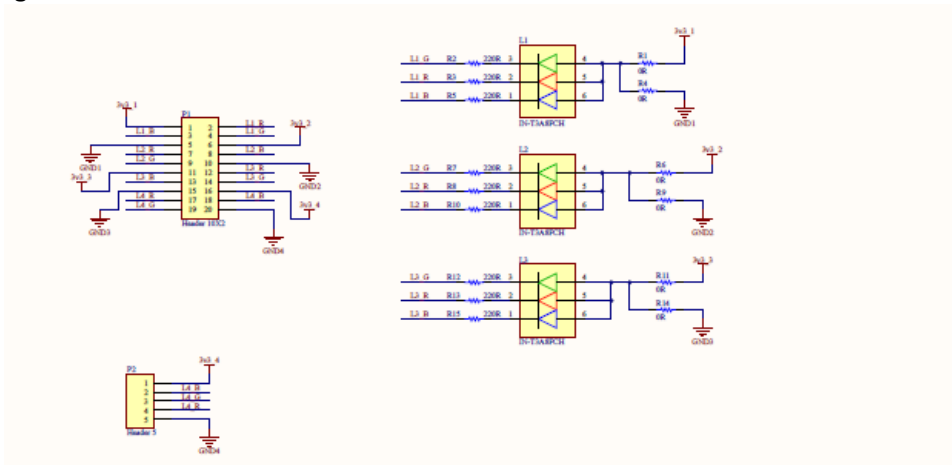 P1
3v3_1
L1_B
GND1
L2_R
L2_G
3v3_3
L3_B
GND3
L4_R
L4_G
1 2
3 4
5 6
7 8
9 10
11 12
13 14
15 16
17 18
19 20
L1_R
L1_G
3v3_2
L2_B
GND2
L3_R
L3_G
3v3_4
L4_B
GND4
Header 10X2
P2
1
2
3
4
5
3v3_4
L4_B
L4_G
L4_R
GND4
Header 5
L1
L1_G R2 220R 3 4
L1_R R3 220R 2 5
L1_B R5 220R 1 6
IN-T3A8FCH
R1
0R
R4
0R
3v3_1
GND1
L2
L2_G R7 220R 3 4
L2_R R8 220R 2 5
L2_B R10 220R 1 6
IN-T3A8FCH
R6
0R
R9
0R
3v3_2
GND2
L3
L3_G R12 220R 3 4
L3_R R13 220R 2 5
L3_B R15 220R 1 6
IN-T3A8FCH
R11
0R
R14
0R
3v3_3
GND3